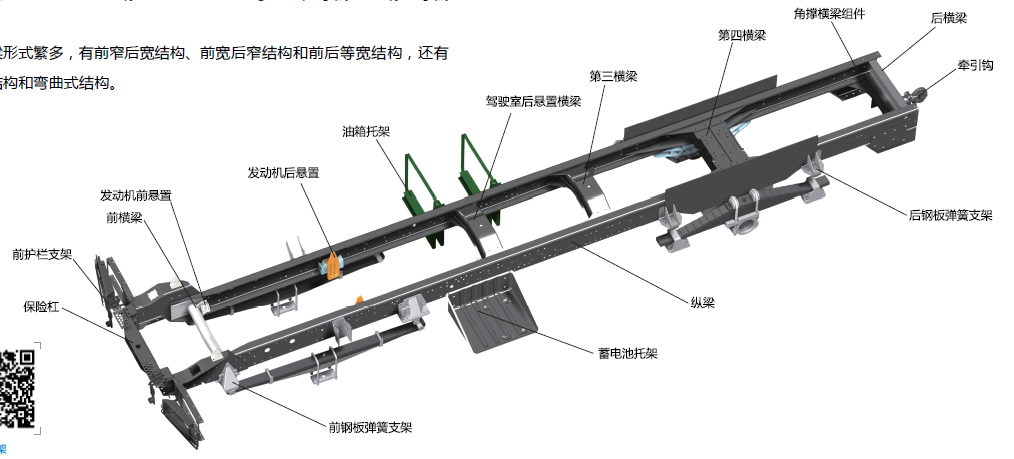 形式繁多，有前窄后宽结构、前宽后窄结构和前后等宽结构，还有
结构和弯曲式结构。
角撑横梁组件
后横梁
第四横梁
牵引钩
第三横梁
驾驶室后悬置横梁
油箱托架
发动机后悬置
发动机前悬置
前横梁
后钢板弹簧支架
前护栏支架
保险杠
纵梁
蓄电池托架
前钢板弹簧支架
架